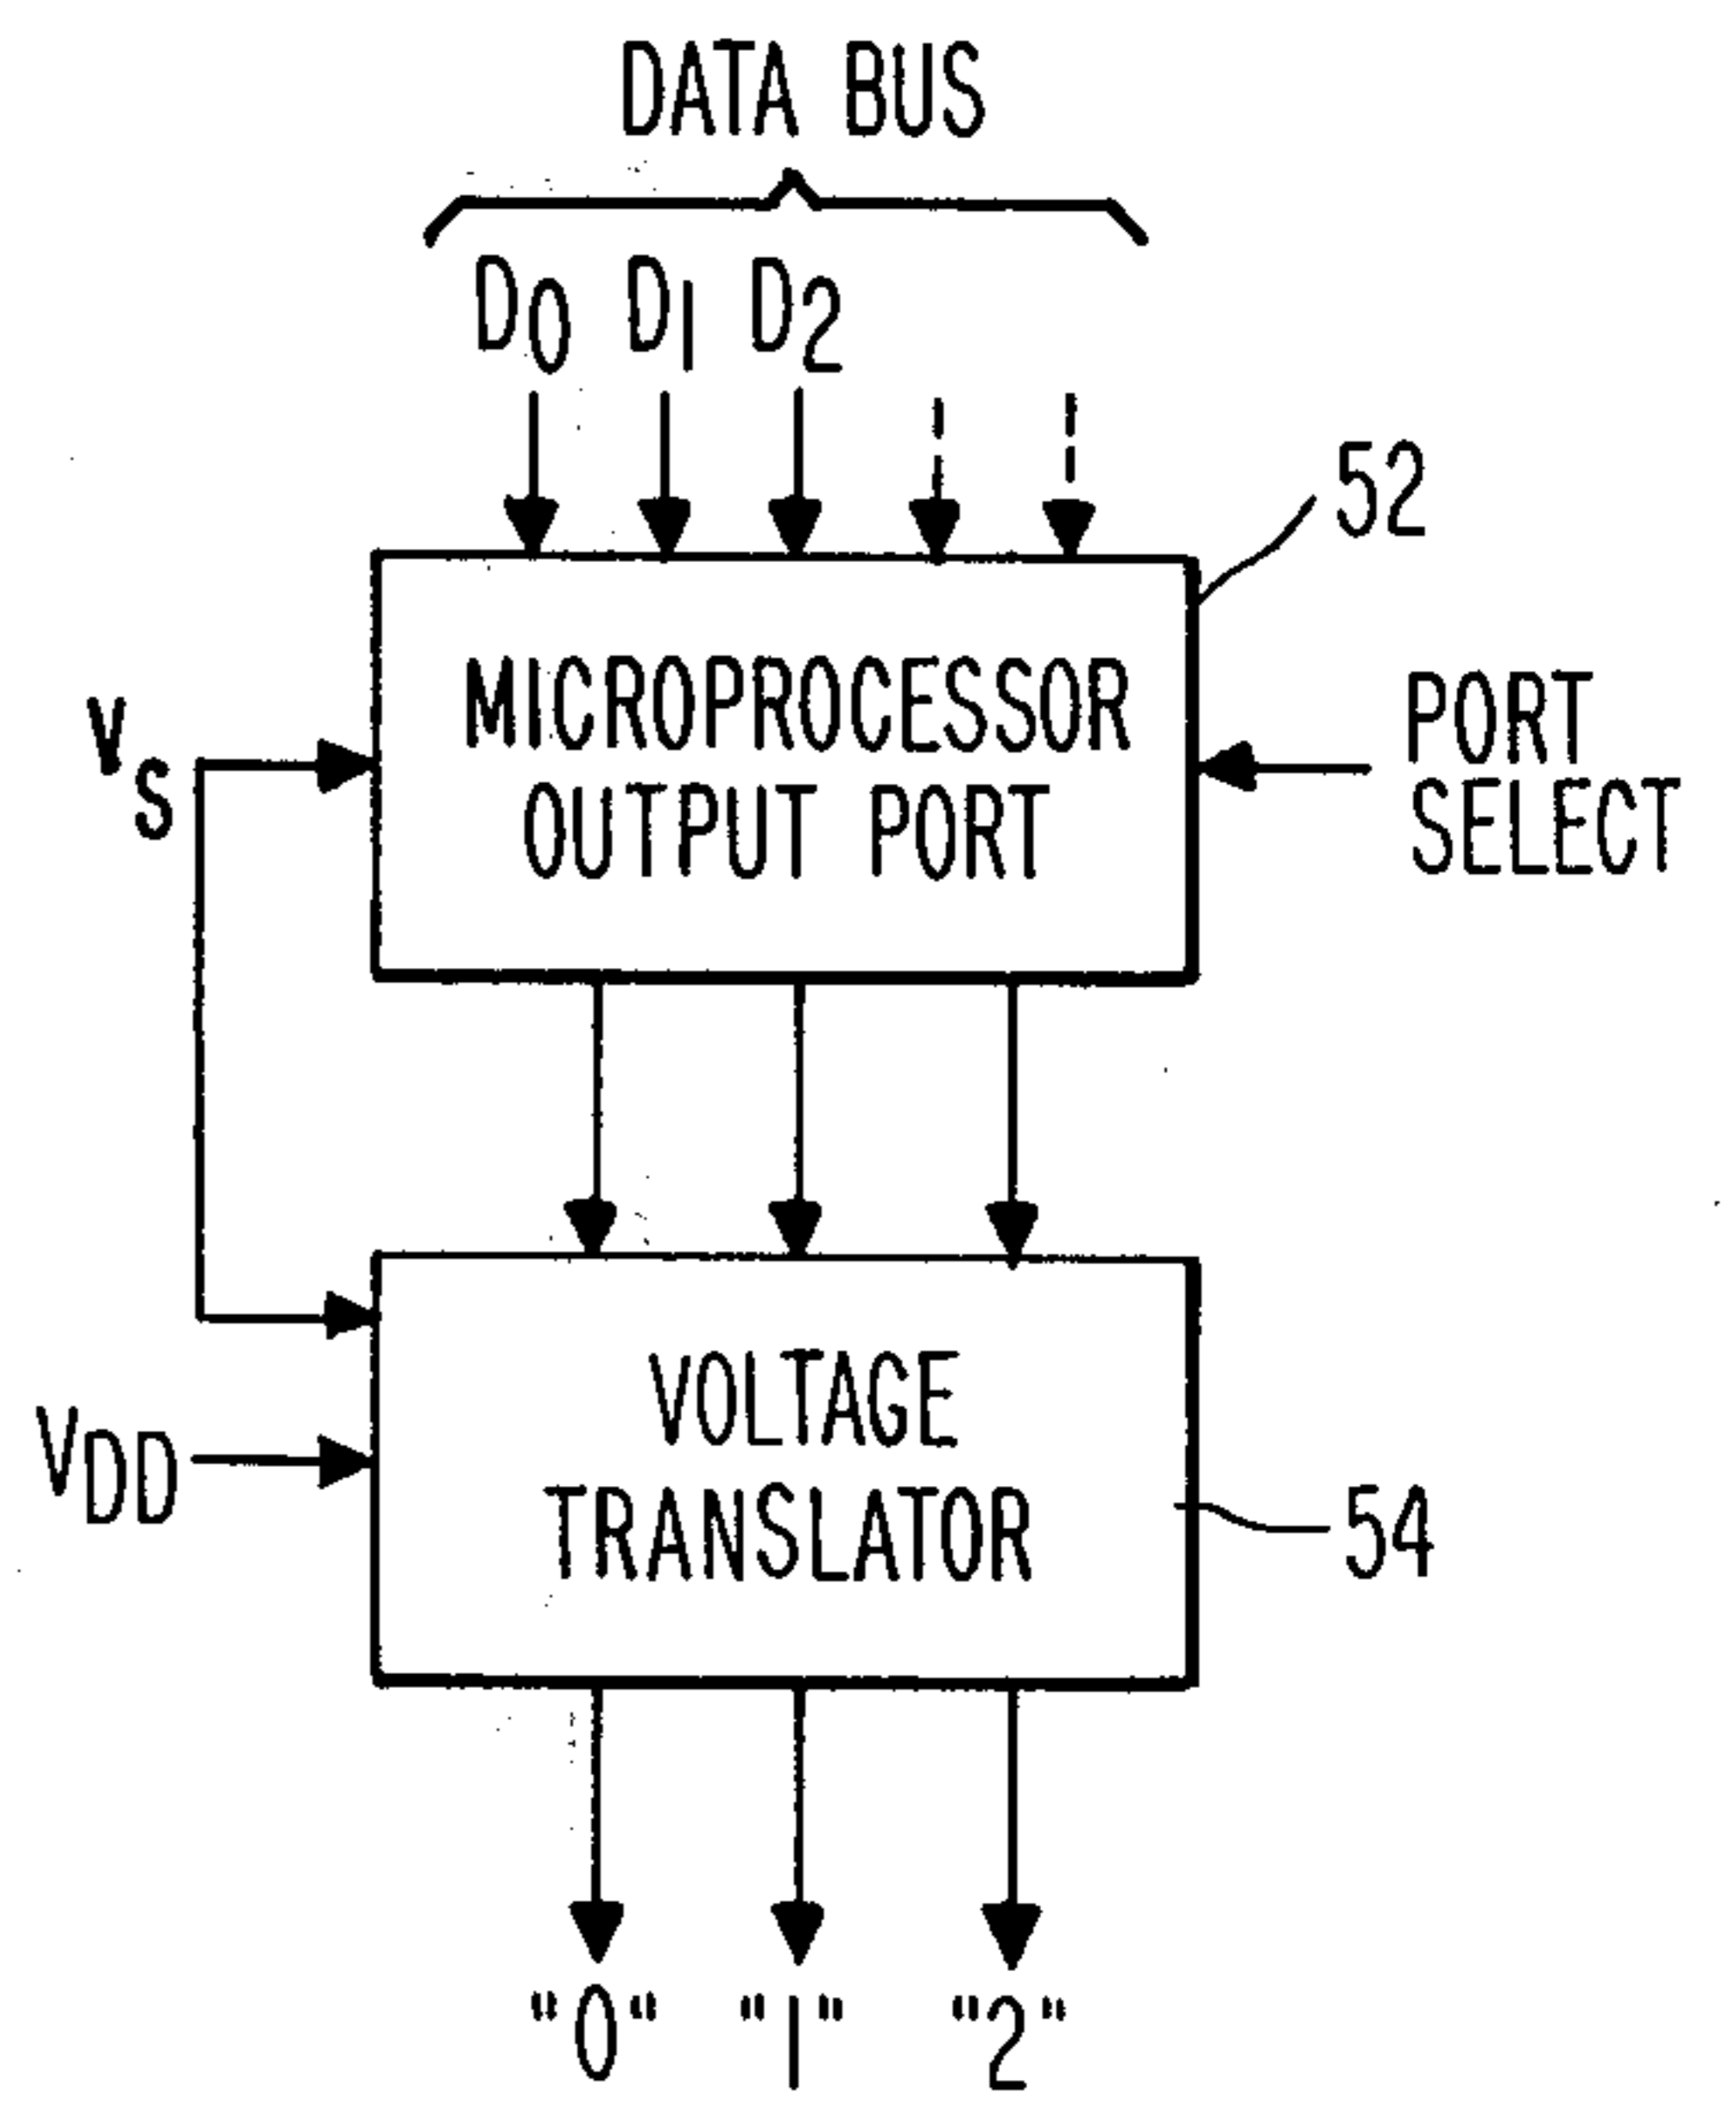 DATA BUS
D0 D1 D2
52
MICROPROCESSOR
OUTPUT PORT
VS
PORT
SELECT
VOLTAGE
TRANSLATOR
VDD
54
"0" "1" "2"